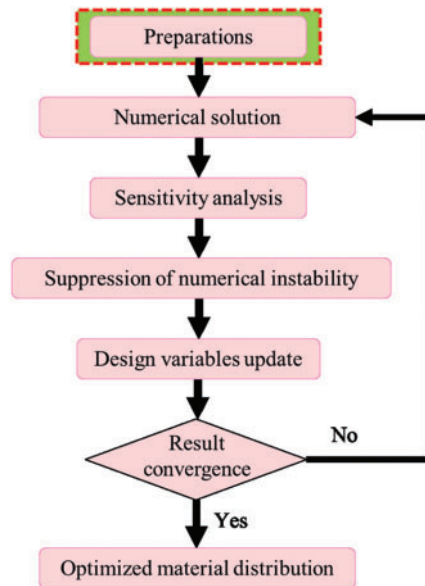 Preparations
Numerical solution
Sensitivity analysis
Suppression of numerical instability
Design variables update
Result
convergence
No
Yes
Optimized material distribution